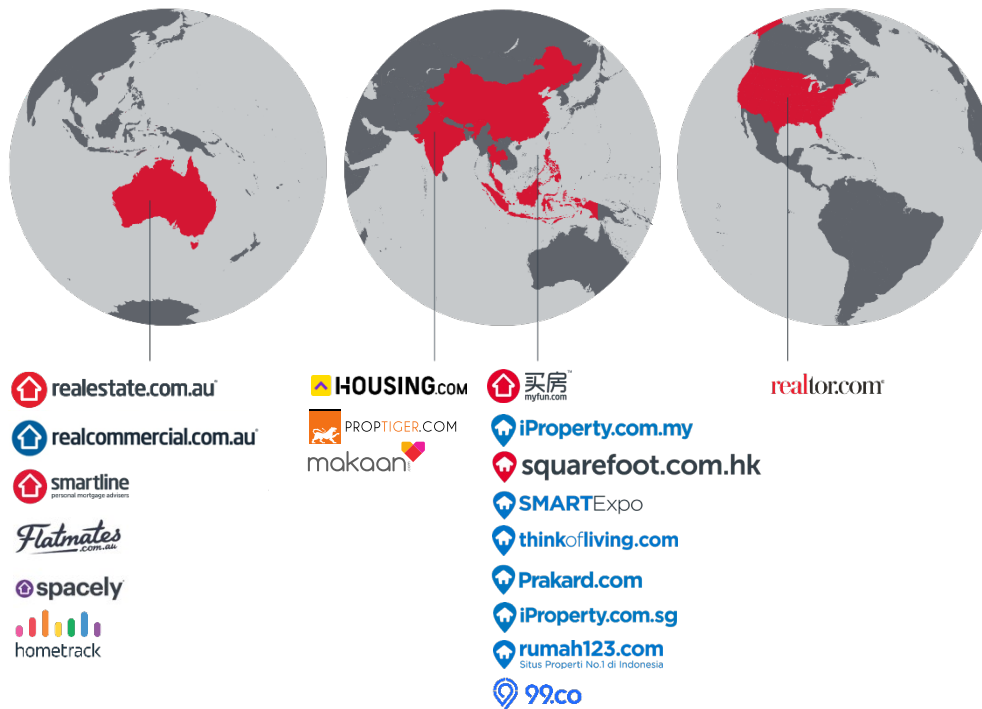 realestate.com.au
realcommercial.com.au
smartline
personal mortgage advisers
Flatmates
.com.au
spacely
hometrack
HOUSING.COM
PROPTIGER.COM
makaan
买房™
myfun.com
iProperty.com.my
squarefoot.com.hk
SMARTExpo
thinkofliving.com
Prakard.com
iProperty.com.sg
rumah123.com
Situs Properti No.1 di Indonesia
99.co
realtor.com®